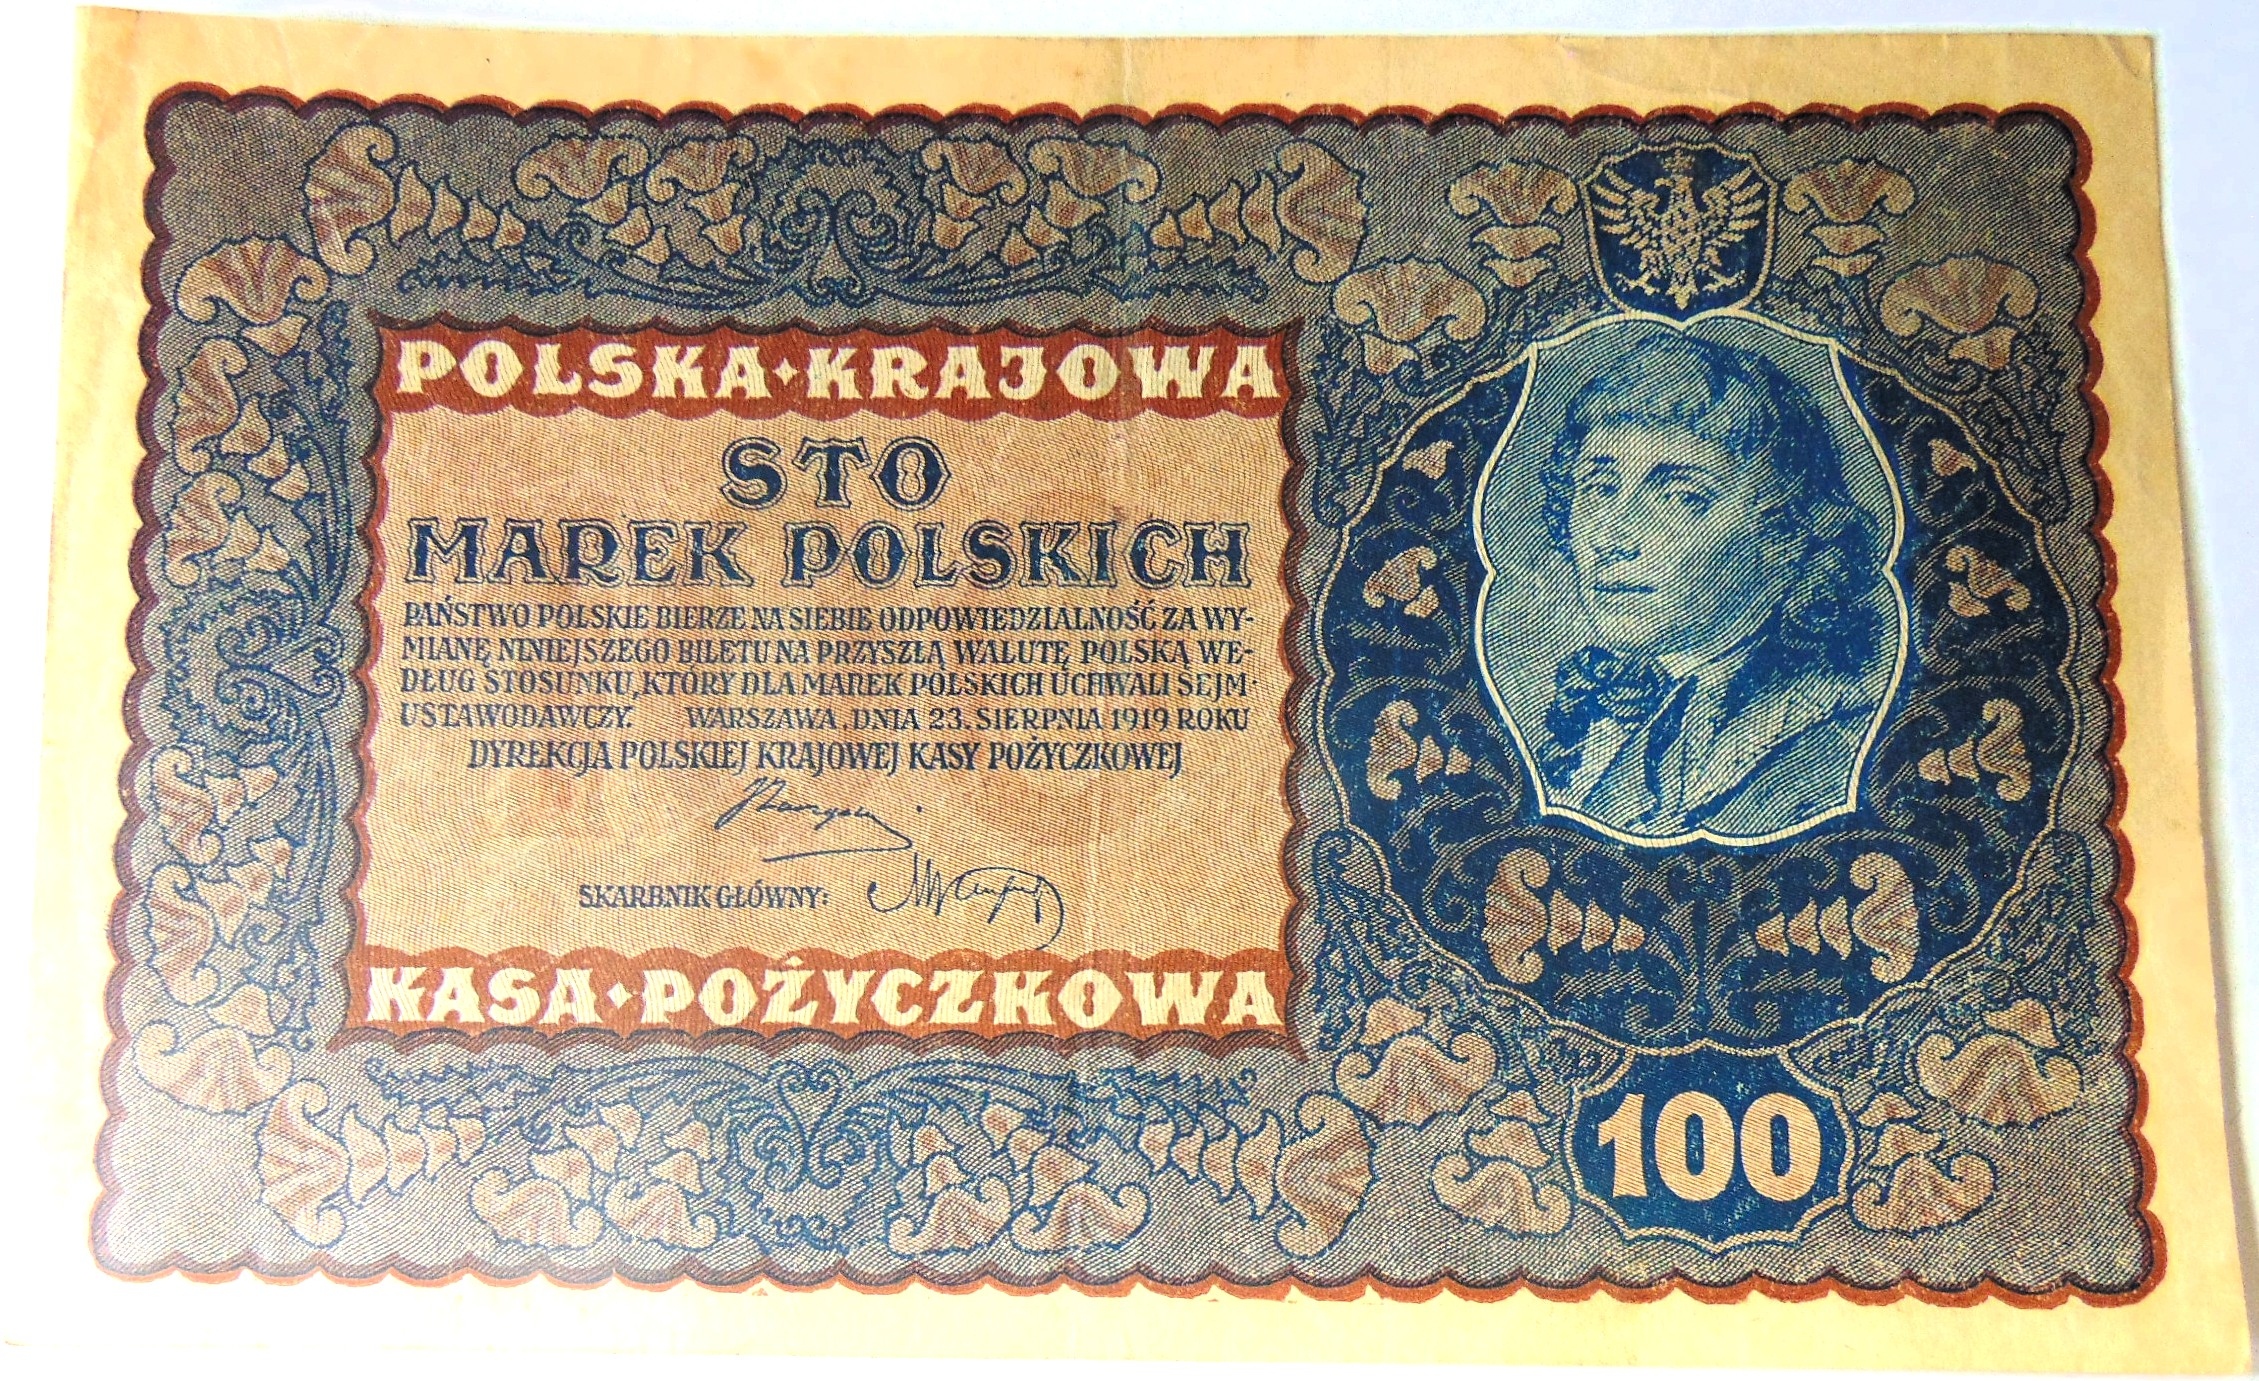 POLSKA · KRAJOWA
STO
MAREK POLSKICH
PAŃSTWO POLSKIE BIERZE NA SIEBIE ODPOWIEDZIALNOŚĆ ZA WY-
MIANĘ NINIEJSZEGO BILETU NA PRZYSZŁĄ WALUTĘ POLSKĄ WE-
DŁUG STOSUNKU, KTÓRY DLA MAREK POLSKICH UCHWALI SEJM·
USTAWODAWCZY. WARSZAWA, DNIA 23. SIERPNIA 1919 ROKU
DYREKCJA POLSKIEJ KRAJOWEJ KASY POŻYCZKOWEJ
SKARBNIK GŁÓWNY:
KASA · POŻYCZKOWA
100